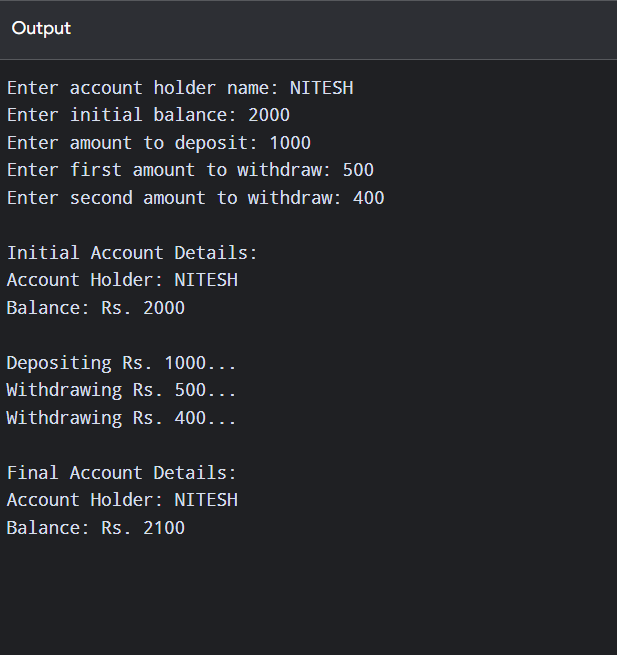 Output
Enter account holder name: NITESH
Enter initial balance: 2000
Enter amount to deposit: 1000
Enter first amount to withdraw: 500
Enter second amount to withdraw: 400
Initial Account Details:
Account Holder: NITESH
Balance: Rs. 2000
Depositing Rs. 1000...
Withdrawing Rs. 500...
Withdrawing Rs. 400...
Final Account Details:
Account Holder: NITESH
Balance: Rs. 2100